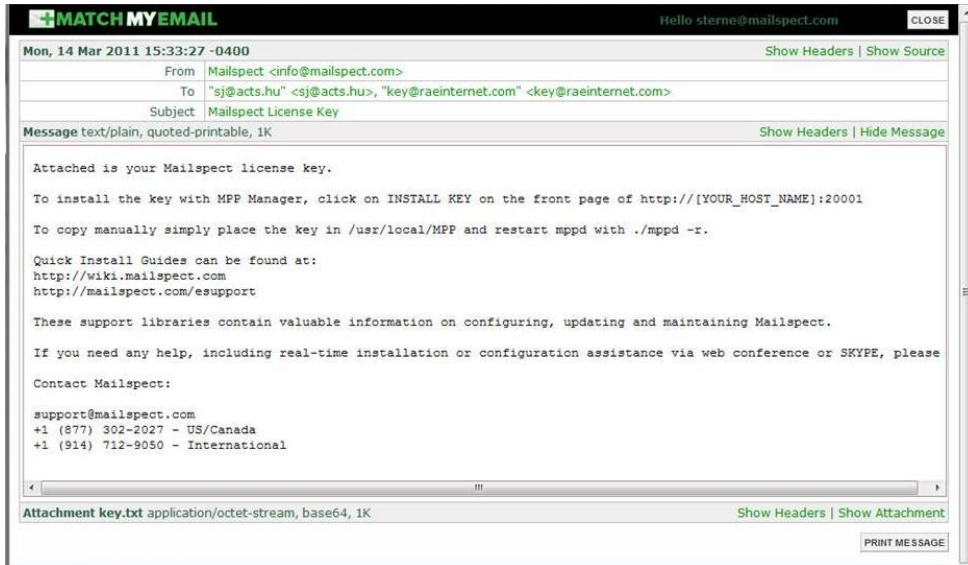 MATCHMYEMAIL Hello sterne@mailspect.com CLOSE
Mon, 14 Mar 2011 15:33:27 -0400 Show Headers | Show Source
From Mailspect <info@mailspect.com>
To "sj@acts.hu" <sj@acts.hu>, "key@raeinternet.com" <key@raeinternet.com>
Subject Mailspect License Key
Message text/plain, quoted-printable, 1K Show Headers | Hide Message
Attached is your Mailspect license key.
To install the key with MPP Manager, click on INSTALL KEY on the front page of http://[YOUR_HOST_NAME]:20001
To copy manually simply place the key in /usr/local/MPP and restart mppd with ./mppd -r.
Quick Install Guides can be found at:
http://wiki.mailspect.com
http://mailspect.com/esupport
These support libraries contain valuable information on configuring, updating and maintaining Mailspect.
If you need any help, including real-time installation or configuration assistance via web conference or SKYPE, please
Contact Mailspect:
support@mailspect.com
+1 (877) 302-2027 - US/Canada
+1 (914) 712-9050 - International
Attachment key.txt application/octet-stream, base64, 1K Show Headers | Show Attachment
PRINT MESSAGE